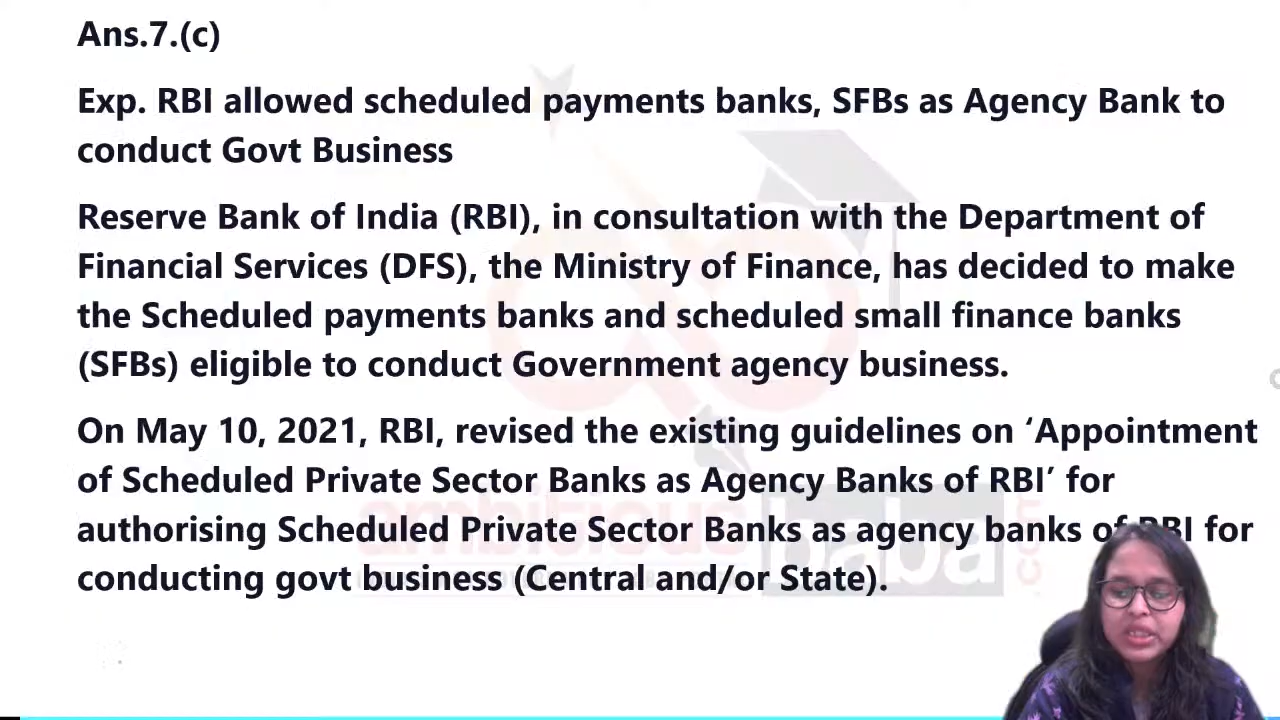 Ans.7.(c)
Exp. RBI allowed scheduled payments banks, SFBs as Agency Bank to
conduct Govt Business
Reserve Bank of India (RBI), in consultation with the Department of
Financial Services (DFS), the Ministry of Finance, has decided to make
the Scheduled payments banks and scheduled small finance banks
(SFBs) eligible to conduct Government agency business.
On May 10, 2021, RBI, revised the existing guidelines on ‘Appointment
of Scheduled Private Sector Banks as Agency Banks of RBI’ for
authorising Scheduled Private Sector Banks as agency banks of RBI for
conducting govt business (Central and/or State).
ambitious baba .com